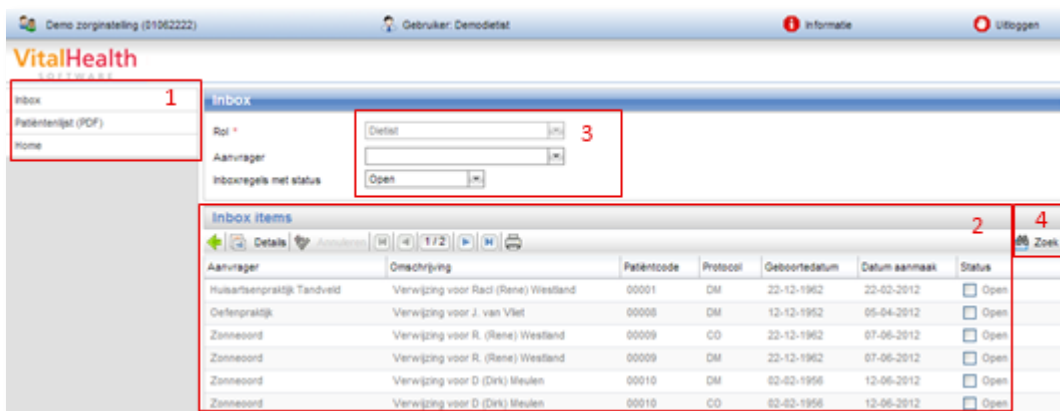 Demo zorginstelling (01062222) Gebruiker: Demodietist Informatie Uitloggen
VitalHealth
SOFTWARE
Inbox
Patiëntenlijst (PDF)
Home
1
Inbox
Rol * Dietist
Aanvrager
Inboxregels met status Open
3
Inbox items
2
4
Details Annuleren 1/2 Zoek
Aanvrager Omschrijving Patiëntcode Protocol Geboortedatum Datum aanmaak Status
Huisartsenpraktijk Tandveld Verwijzing voor Racl (Rene) Westland 00001 DM 22-12-1962 22-02-2012 Open
Oefenpraktijk Verwijzing voor J. van Vliet 00008 DM 12-12-1952 05-04-2012 Open
Zonneoord Verwijzing voor R. (Rene) Westland 00009 CO 22-12-1962 07-06-2012 Open
Zonneoord Verwijzing voor R. (Rene) Westland 00009 DM 22-12-1962 07-06-2012 Open
Zonneoord Verwijzing voor D (Dirk) Meulen 00010 DM 02-02-1956 12-06-2012 Open
Zonneoord Verwijzing voor D (Dirk) Meulen 00010 CO 02-02-1956 12-06-2012 Open